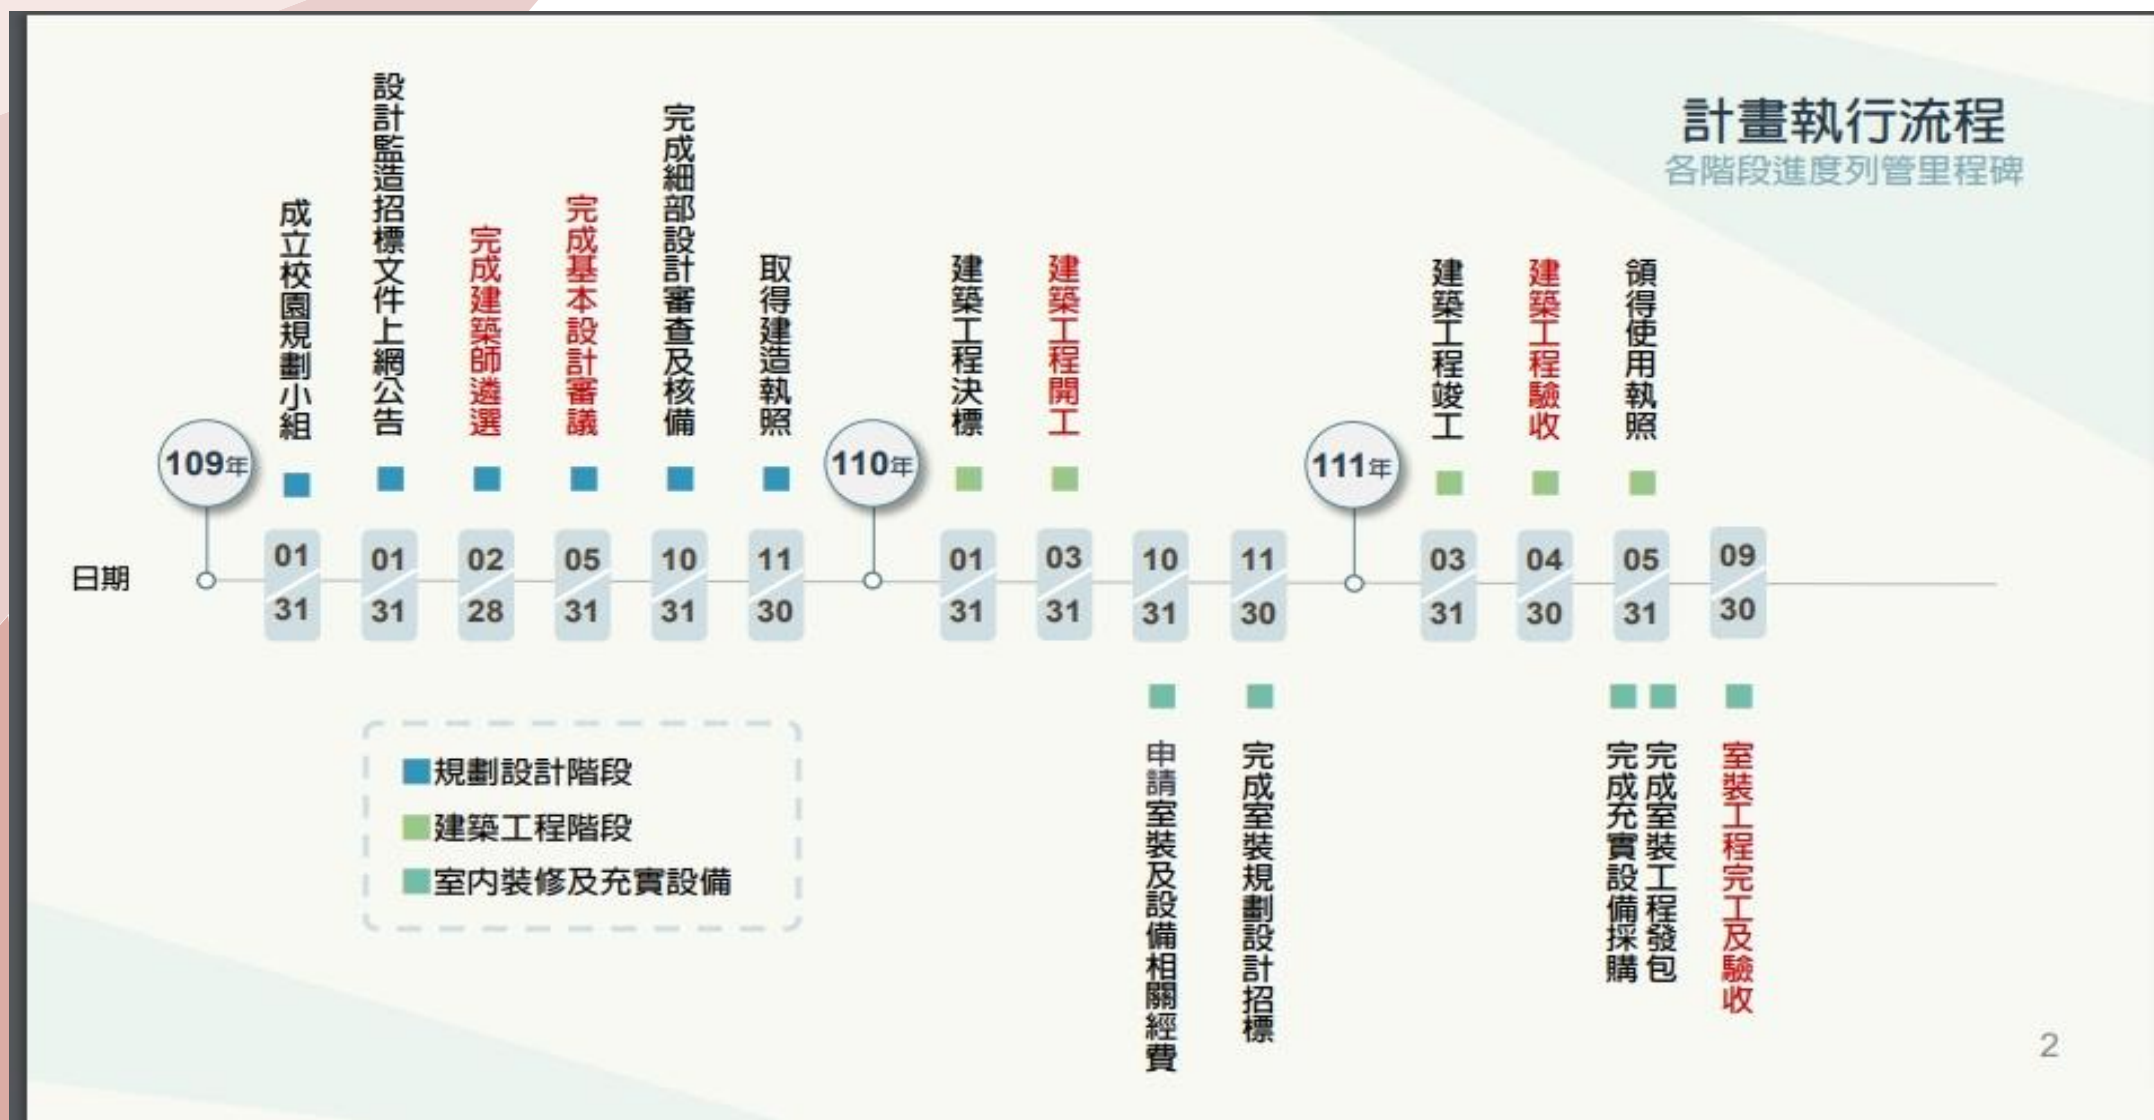 計畫執行流程
各階段進度列管里程碑
成立校園規劃小組
設計監造招標文件上網公告
完成建築師遴選
完成基本設計審議
完成細部設計審查及核備
取得建造執照
建築工程決標
建築工程開工
建築工程竣工
建築工程驗收
領得使用執照
109年
110年
111年
日期
01
31
01
31
02
28
05
31
10
31
11
30
01
31
03
31
10
31
11
30
03
31
04
30
05
31
09
30
規劃設計階段
建築工程階段
室內裝修及充實設備
申請室裝及設備相關經費
完成室裝規劃設計招標
完成充實設備採購
完成室裝工程發包
室裝工程完工及驗收
2